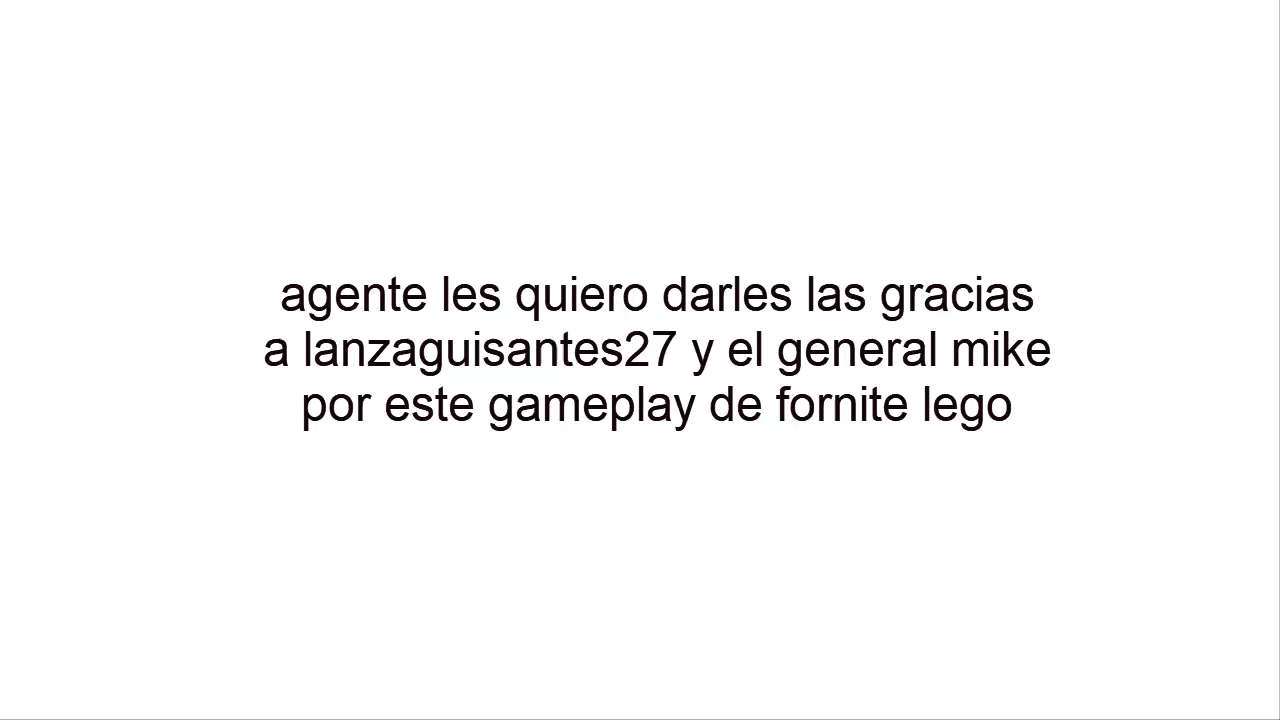 agente les quiero darles las gracias
a lanzaguisantes27 y el general mike
por este gameplay de fornite lego